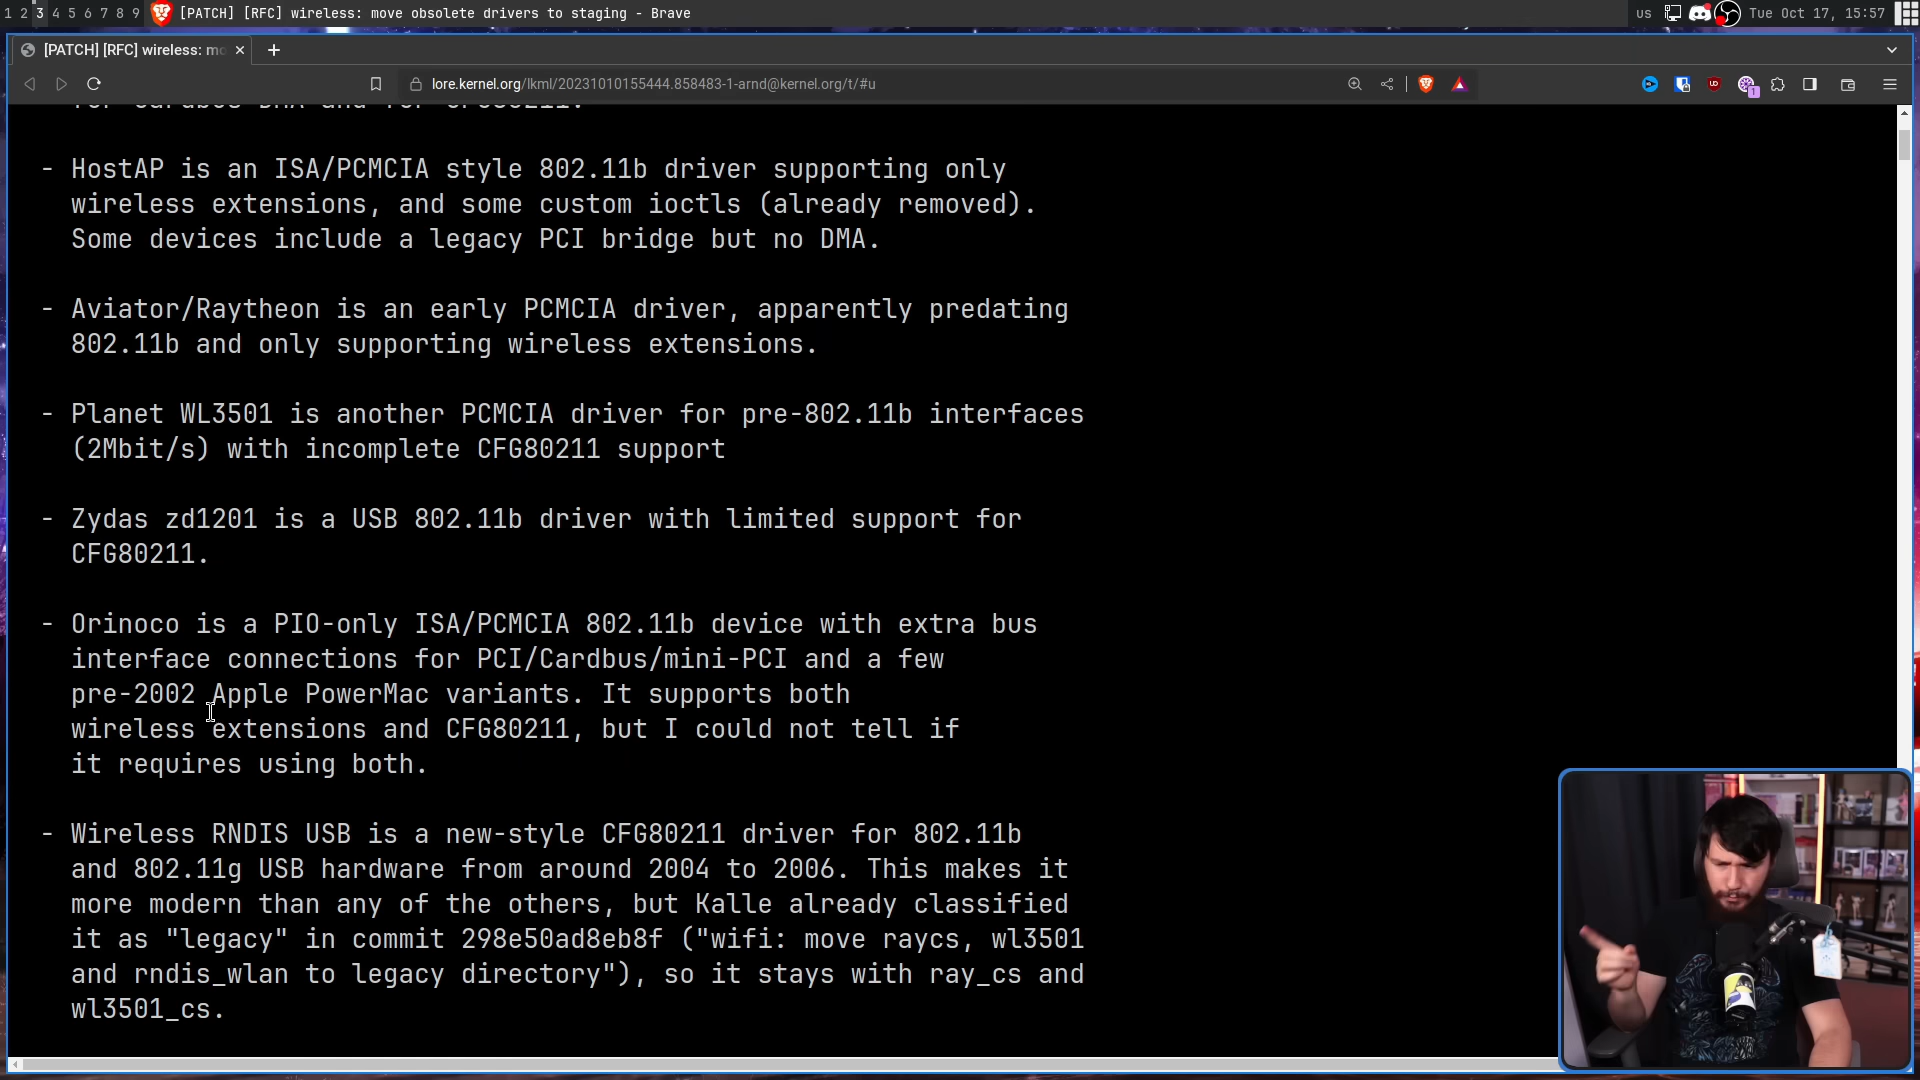 1 2 3 4 5 6 7 8 9 [PATCH] [RFC] wireless: move obsolete drivers to staging - Brave us Tue Oct 17, 15:57
[PATCH] [RFC] wireless: mo
lore.kernel.org/lkml/20231010155444.858483-1-arnd@kernel.org/t/#u
for Cardbus DMA and for CFG80211.
- HostAP is an ISA/PCMCIA style 802.11b driver supporting only
wireless extensions, and some custom ioctls (already removed).
Some devices include a legacy PCI bridge but no DMA.
- Aviator/Raytheon is an early PCMCIA driver, apparently predating
802.11b and only supporting wireless extensions.
- Planet WL3501 is another PCMCIA driver for pre-802.11b interfaces
(2Mbit/s) with incomplete CFG80211 support
- Zydas zd1201 is a USB 802.11b driver with limited support for
CFG80211.
- Orinoco is a PIO-only ISA/PCMCIA 802.11b device with extra bus
interface connections for PCI/Cardbus/mini-PCI and a few
pre-2002 Apple PowerMac variants. It supports both
wireless extensions and CFG80211, but I could not tell if
it requires using both.
- Wireless RNDIS USB is a new-style CFG80211 driver for 802.11b
and 802.11g USB hardware from around 2004 to 2006. This makes it
more modern than any of the others, but Kalle already classified
it as "legacy" in commit 298e50ad8eb8f ("wifi: move raycs, wl3501
and rndis_wlan to legacy directory"), so it stays with ray_cs and
wl3501_cs.